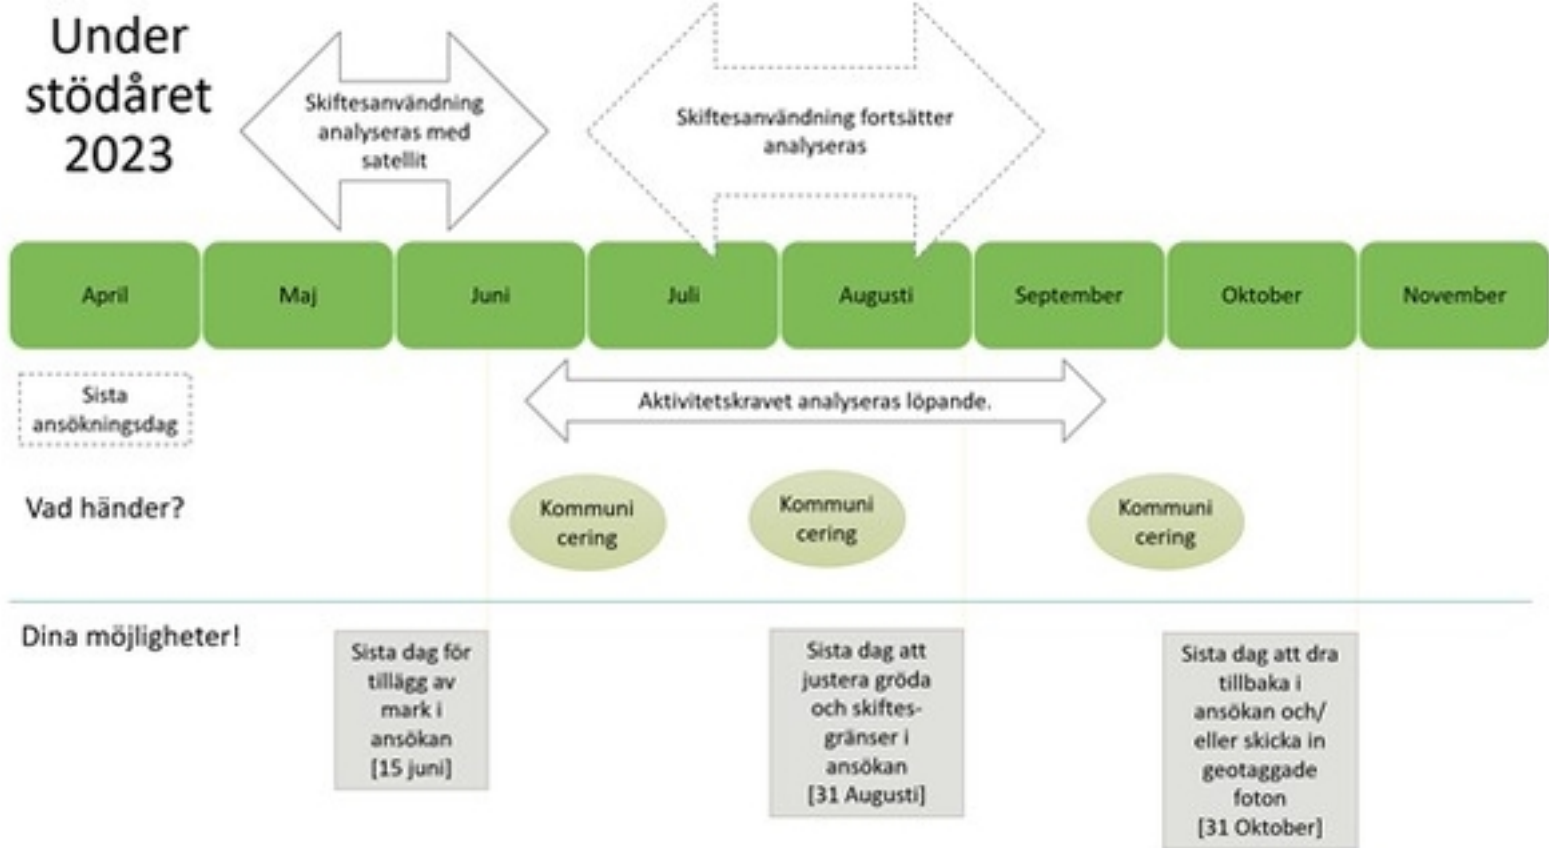 Under
stödåret
2023
Skiftesanvändning
analyseras med
satellit
Skiftesanvändning fortsätter
analyseras
April
Maj
Juni
Juli
Augusti
September
Oktober
November
Sista
ansökningsdag
Aktivitetskravet analyseras löpande.
Vad händer?
Kommuni
cering
Kommuni
cering
Kommuni
cering
Dina möjligheter!
Sista dag för
tillägg av
mark i
ansökan
[15 juni]
Sista dag att
justera gröda
och skiftes-
gränser i
ansökan
[31 Augusti]
Sista dag att dra
tillbaka i
ansökan och/
eller skicka in
geotaggade
foton
[31 Oktober]